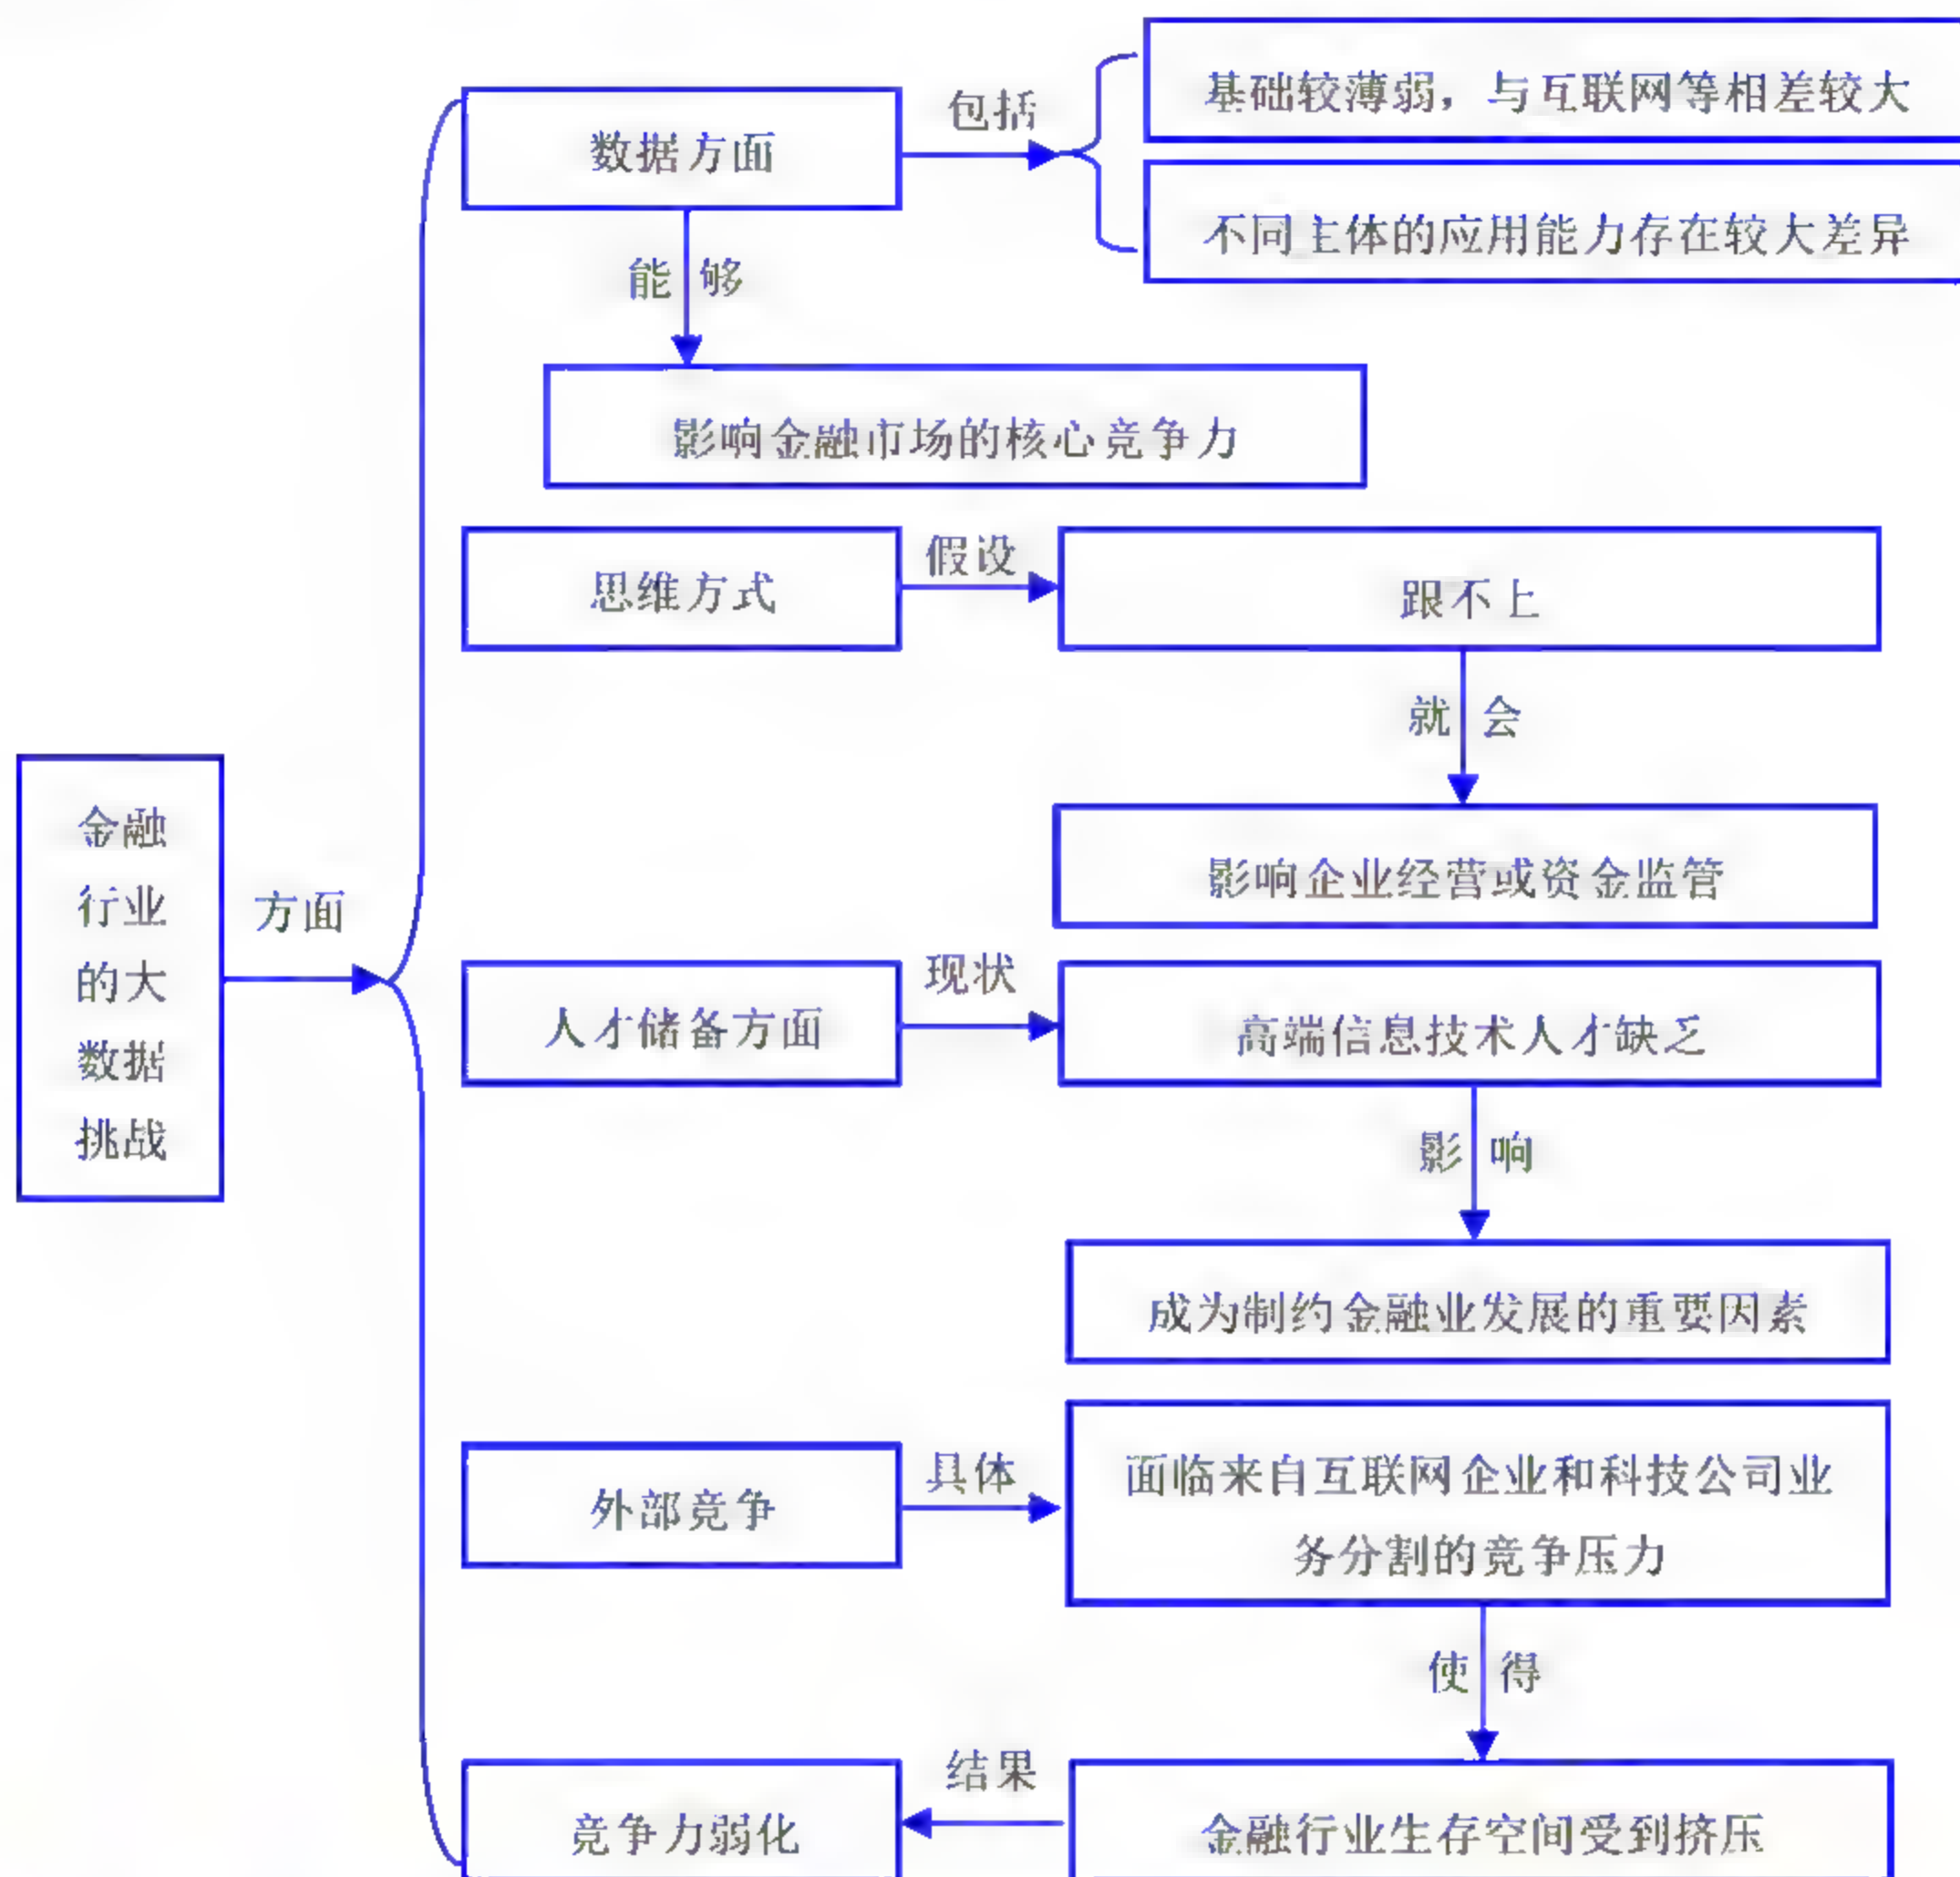 基础较薄弱，与互联网等相差较大
包括
数据方面
不同主体的应用能力存在较大差异
能够
影响金融市场的核心竞争力
假设
思维方式
跟不上
就会
金融
行业
的大
数据
挑战
方面
影响企业经营或资金监管
现状
人才储备方面
高端信息技术人才缺乏
影响
成为制约金融业发展的重要因素
具体
外部竞争
面临来自互联网企业和科技公司业
务分割的竞争压力
使得
结果
竞争力弱化
金融行业生存空间受到挤压